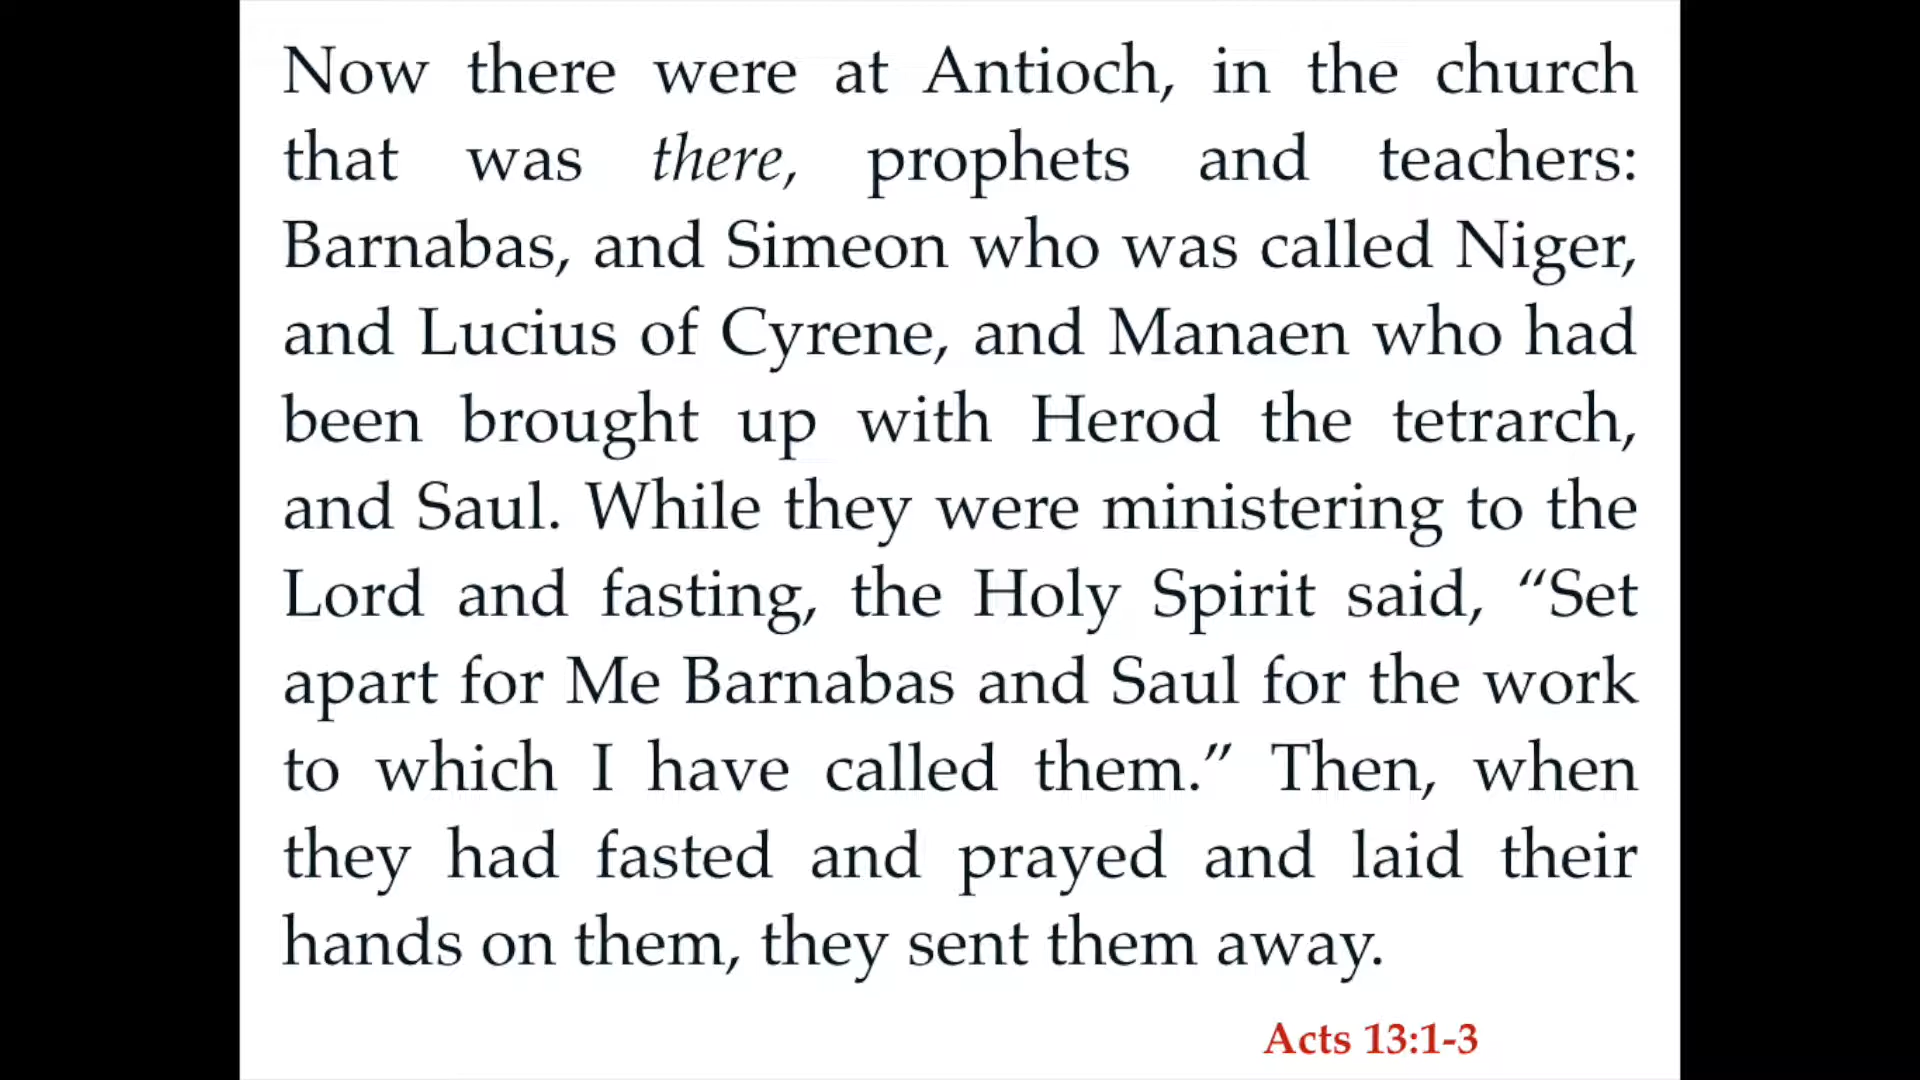 Now there were at Antioch, in the church
that was there, prophets and teachers:
Barnabas, and Simeon who was called Niger,
and Lucius of Cyrene, and Manaen who had
been brought up with Herod the tetrarch,
and Saul. While they were ministering to the
Lord and fasting, the Holy Spirit said, “Set
apart for Me Barnabas and Saul for the work
to which I have called them.” Then, when
they had fasted and prayed and laid their
hands on them, they sent them away.
Acts 13:1-3